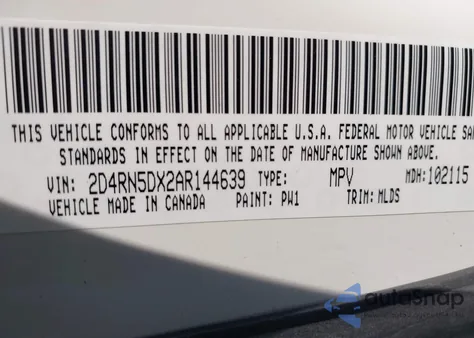 THIS VEHICLE CONFORMS TO ALL APPLICABLE U.S.A. FEDERAL MOTOR VEHICLE SA
STANDARDS IN EFFECT ON THE DATE OF MANUFACTURE SHOWN ABOVE.
VIN: 2D4RN5DX2AR144639 TYPE: MPV MDH: 102115
VEHICLE MADE IN CANADA PAINT: PW1 TRIM: MLDS
autoSnap